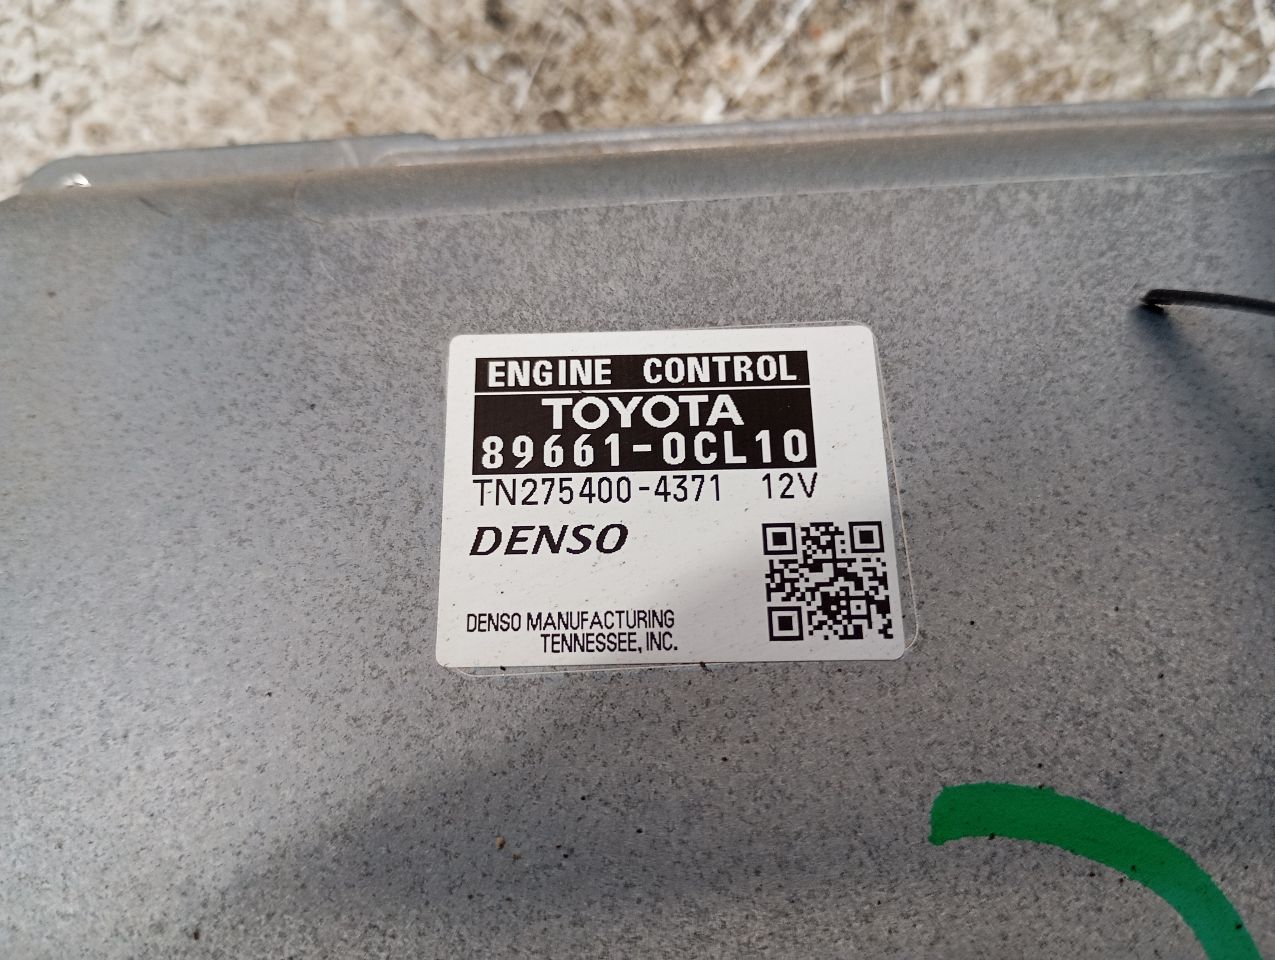 ENGINE CONTROL
TOYOTA
89661-0CL10
TN275400-4371 12V
DENSO
DENSO MANUFACTURING
TENNESSEE, INC.